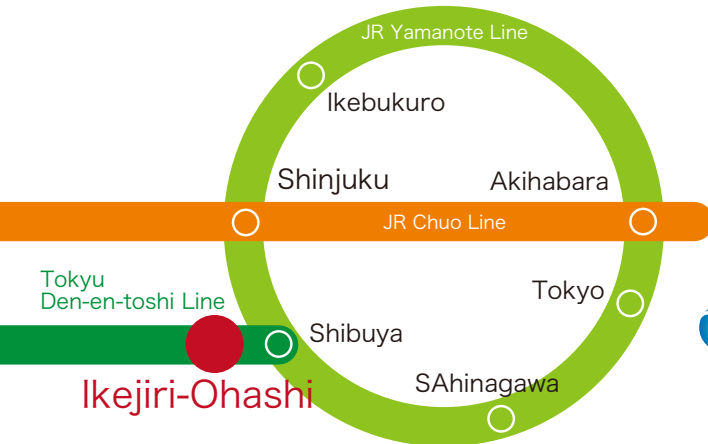 JR Yamanote Line
Ikebukuro
Shinjuku
Akihabara
JR Chuo Line
Tokyu
Den-en-toshi Line
Tokyo
Shibuya
SAhinagawa
Ikejiri-Ohashi